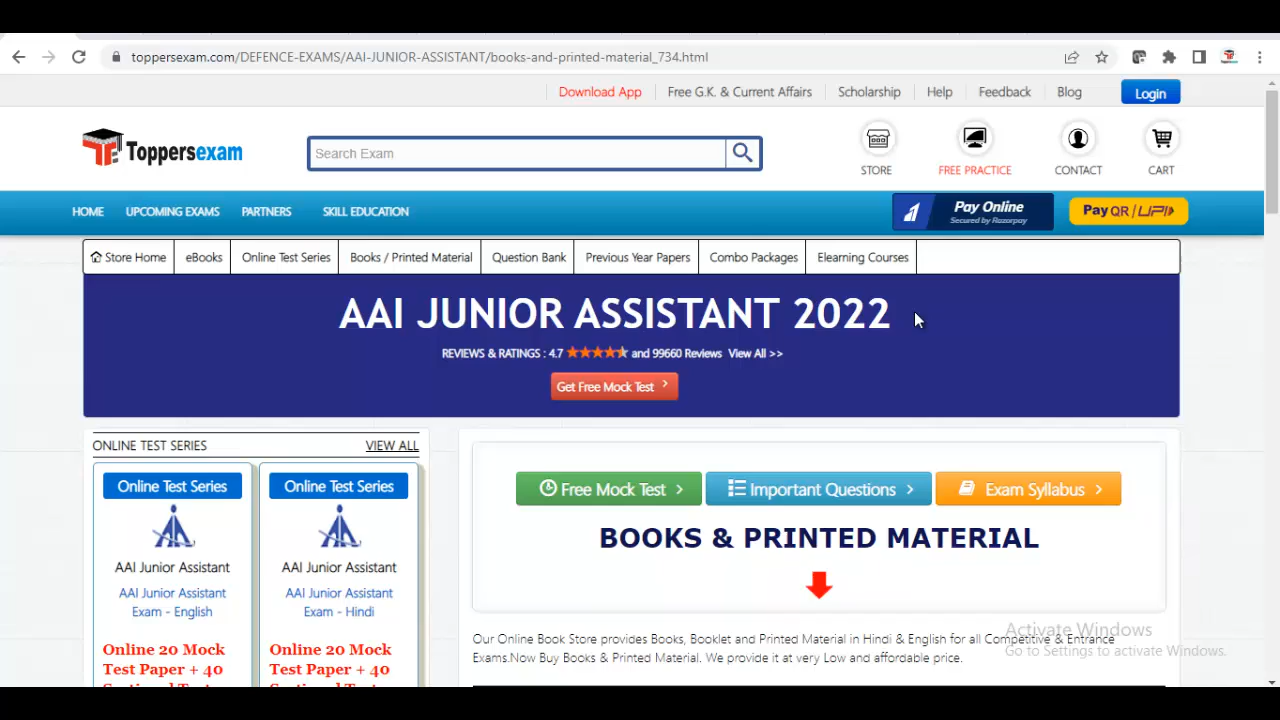 toppersexam.com/DEFENCE-EXAMS/AAI-JUNIOR-ASSISTANT/books-and-printed-material_734.html
Download App
Free G.K. & Current Affairs
Scholarship
Help
Feedback
Blog
Login
Toppersexam
Search Exam
STORE
FREE PRACTICE
CONTACT
CART
HOME
UPCOMING EXAMS
PARTNERS
SKILL EDUCATION
Pay Online
Secured by Razorpay
Pay QR / UPI
Store Home
eBooks
Online Test Series
Books / Printed Material
Question Bank
Previous Year Papers
Combo Packages
Elearning Courses
AAI JUNIOR ASSISTANT 2022
REVIEWS & RATINGS : 4.7 and 99660 Reviews View All >>
Get Free Mock Test
ONLINE TEST SERIES
VIEW ALL
Online Test Series
AAI Junior Assistant
AAI Junior Assistant
Exam - English
Online 20 Mock
Test Paper + 40
Online Test Series
AAI Junior Assistant
AAI Junior Assistant
Exam - Hindi
Online 20 Mock
Test Paper + 40
Free Mock Test
Important Questions
Exam Syllabus
BOOKS & PRINTED MATERIAL
Our Online Book Store provides Books, Booklet and Printed Material in Hindi & English for all Competitive & Entrance
Exams.Now Buy Books & Printed Material. We provide it at very Low and affordable price.
Activate Windows
Go to Settings to activate Windows.